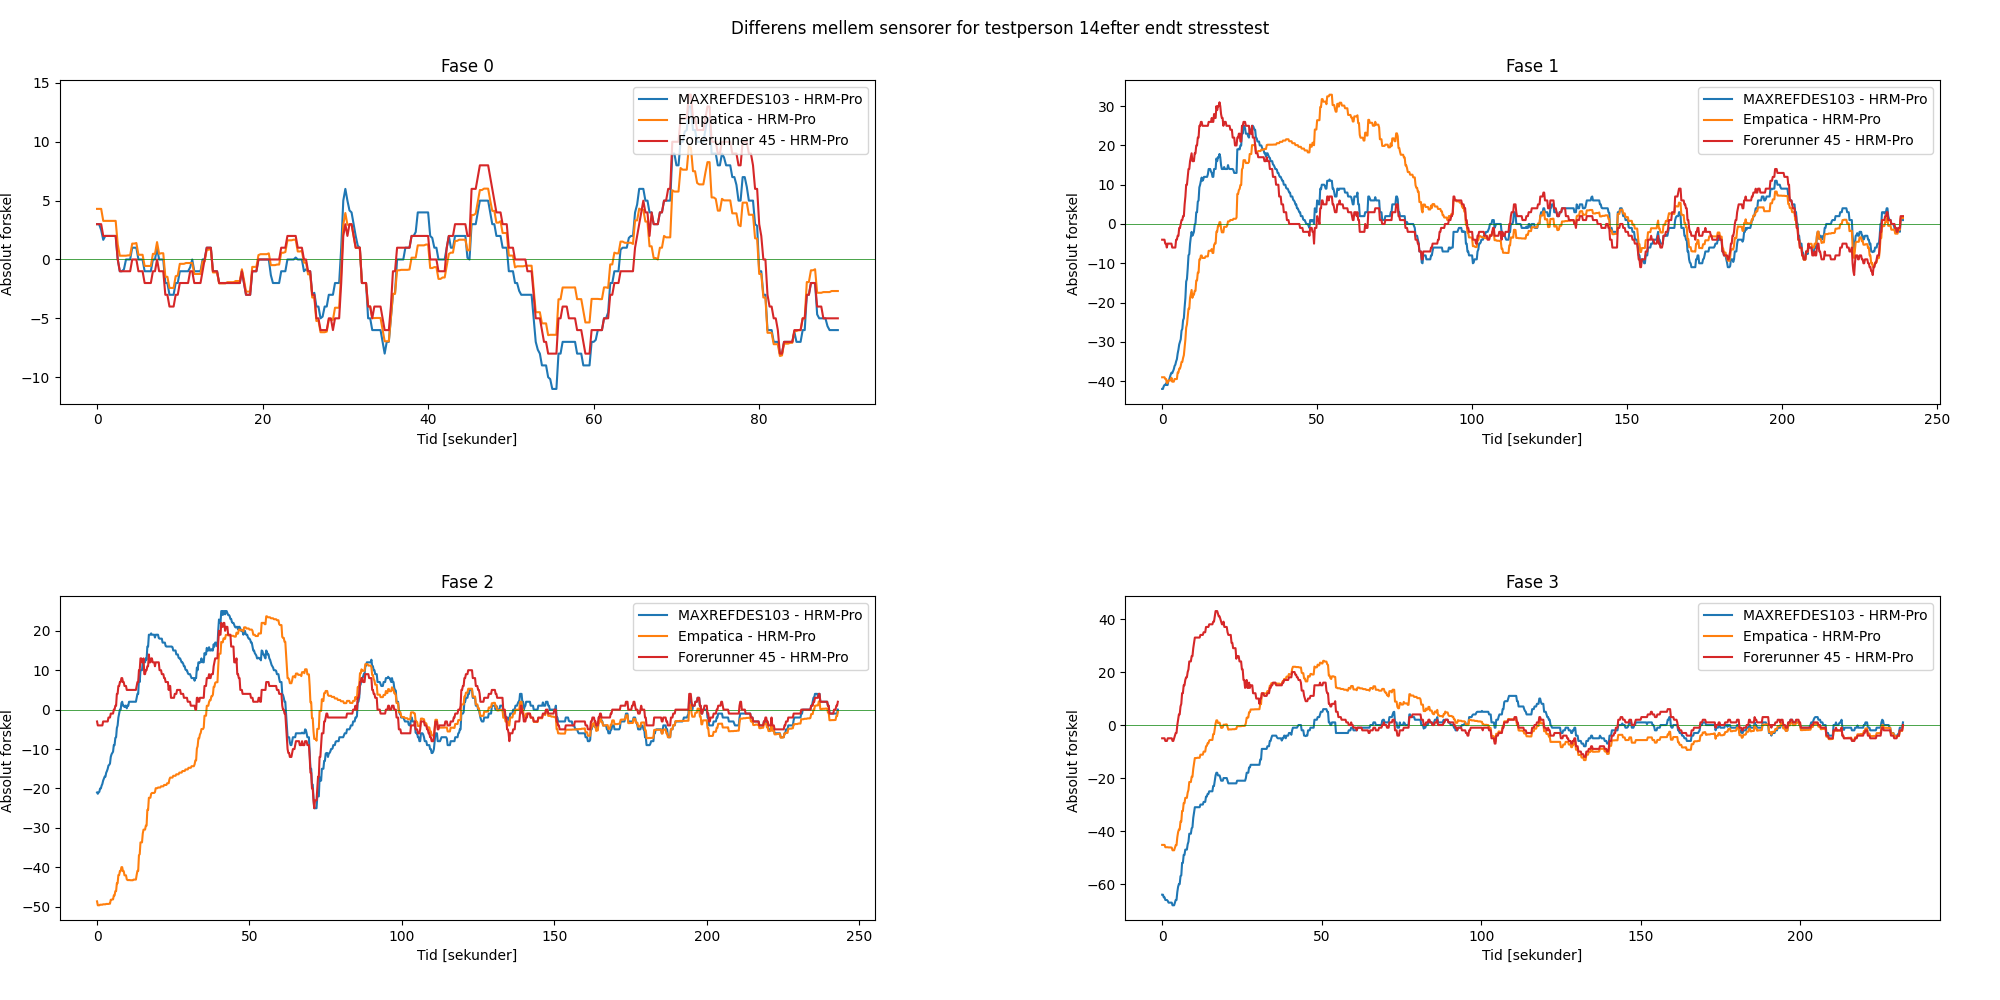 Differens mellem sensorer for testperson 14efter endt stresstest
Fase 0
Absolut forskel
15
10
5
0
−5
−10
MAXREFDES103 - HRM-Pro
Empatica - HRM-Pro
Forerunner 45 - HRM-Pro
0 20 40 60 80
Tid [sekunder]
Fase 1
Absolut forskel
30
20
10
0
−10
−20
−30
−40
MAXREFDES103 - HRM-Pro
Empatica - HRM-Pro
Forerunner 45 - HRM-Pro
0 50 100 150 200 250
Tid [sekunder]
Fase 2
Absolut forskel
20
10
0
−10
−20
−30
−40
−50
MAXREFDES103 - HRM-Pro
Empatica - HRM-Pro
Forerunner 45 - HRM-Pro
0 50 100 150 200 250
Tid [sekunder]
Fase 3
Absolut forskel
40
20
0
−20
−40
−60
MAXREFDES103 - HRM-Pro
Empatica - HRM-Pro
Forerunner 45 - HRM-Pro
0 50 100 150 200
Tid [sekunder]